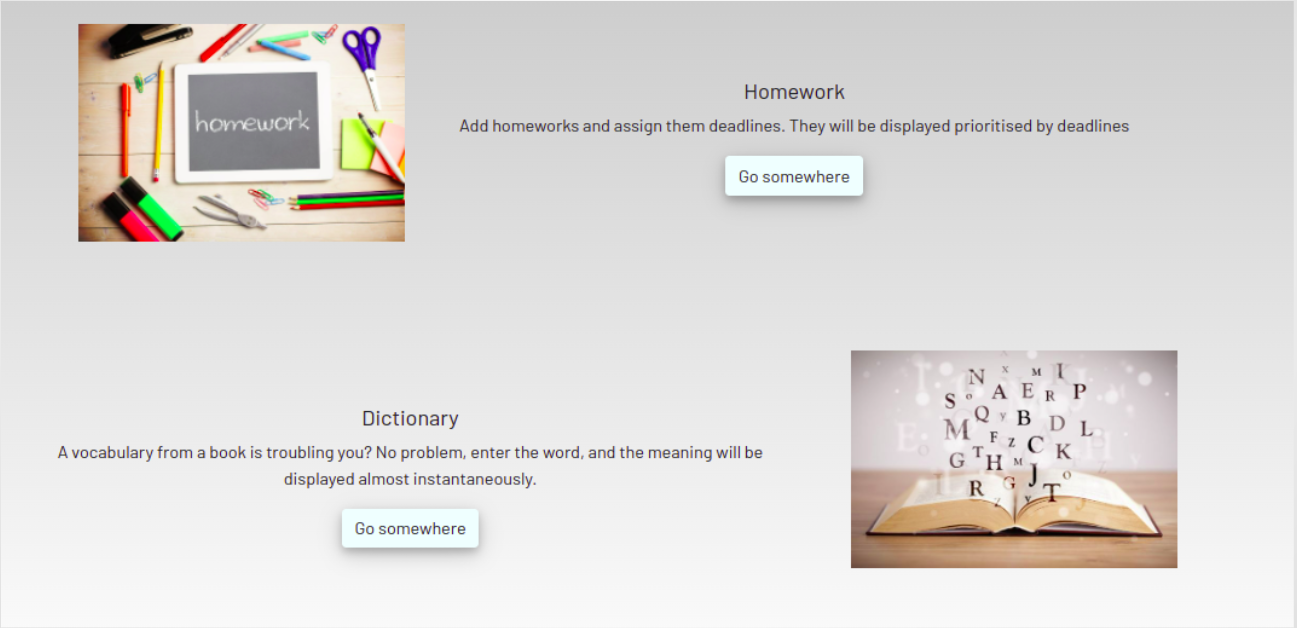 homework
Homework
Add homeworks and assign them deadlines. They will be displayed prioritised by deadlines
Go somewhere
Dictionary
A vocabulary from a book is troubling you? No problem, enter the word, and the meaning will be
displayed almost instantaneously.
Go somewhere
N X M I
S o A E R P
M Q y B D L
F z C K
G T H M
R G J o
z y T